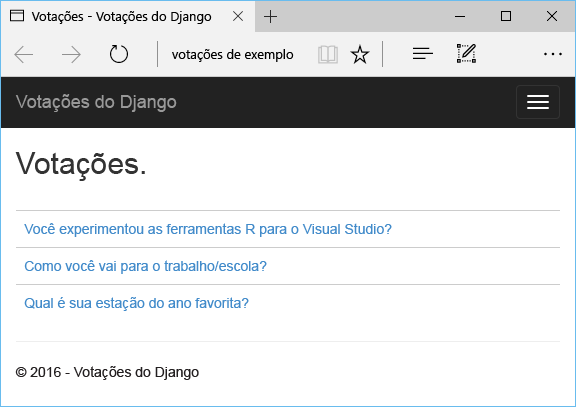 Votações - Votações do Django
votações de exemplo
Votações do Django
Votações.
Você experimentou as ferramentas R para o Visual Studio?
Como você vai para o trabalho/escola?
Qual é sua estação do ano favorita?
© 2016 - Votações do Django